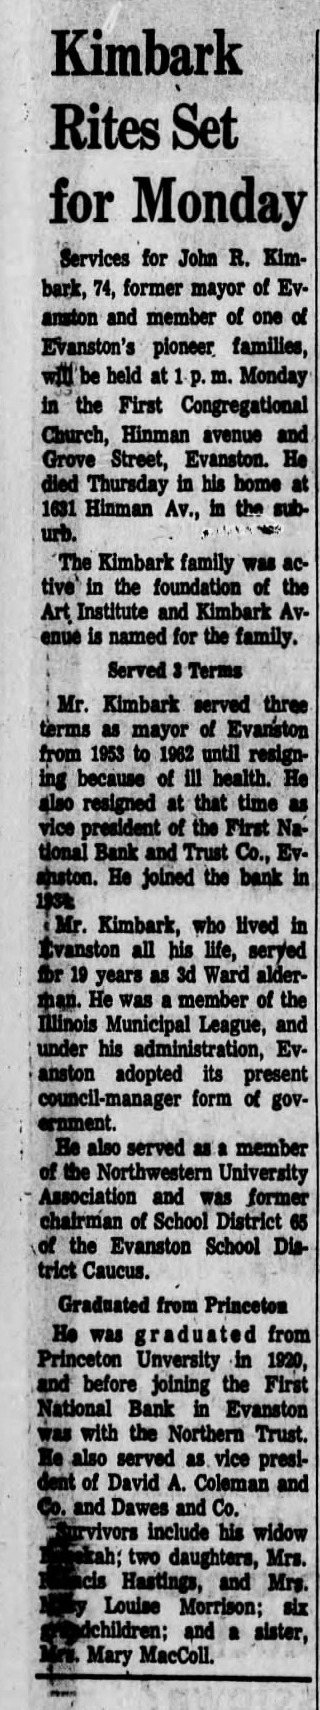 Kimbark
Rites Set
for Monday
Services for John R. Kim-
bark, 74, former mayor of Ev-
anston and member of one of
Evanston's pioneer families,
will be held at 1 p. m. Monday
in the First Congregational
Church, Hinman avenue and
Grove Street, Evanston. He
died Thursday in his home at
1631 Hinman Av., in the sub-
urb.
The Kimbark family was ac-
tive in the foundation of the
Art Institute and Kimbark Av-
enue is named for the family.
Served 3 Terms
Mr. Kimbark served three
terms as mayor of Evanston
from 1953 to 1962 until resign-
ing because of ill health. He
also resigned at that time as
vice president of the First Na-
tional Bank and Trust Co., Ev-
anston. He joined the bank in
Mr. Kimbark, who lived in
Evanston all his life, served
for 19 years as 3d Ward alder-
man. He was a member of the
Illinois Municipal League, and
under his administration, Ev-
anston adopted its present
council-manager form of gov-
ernment.
He also served as a member
of the Northwestern University
Association and was former
chairman of School District 65
of the Evanston School Dis-
trict Caucus.
Graduated from Princeton
He was graduated from
Princeton Unversity in 1920,
and before joining the First
National Bank in Evanston
was with the Northern Trust.
He also served as vice presi-
dent of David A. Coleman and
Co. and Dawes and Co.
Survivors include his widow
two daughters, Mrs.
Hastings, and Mrs.
Louise Morrison; six
grandchildren; and a sister,
Mrs. Mary MacColl.